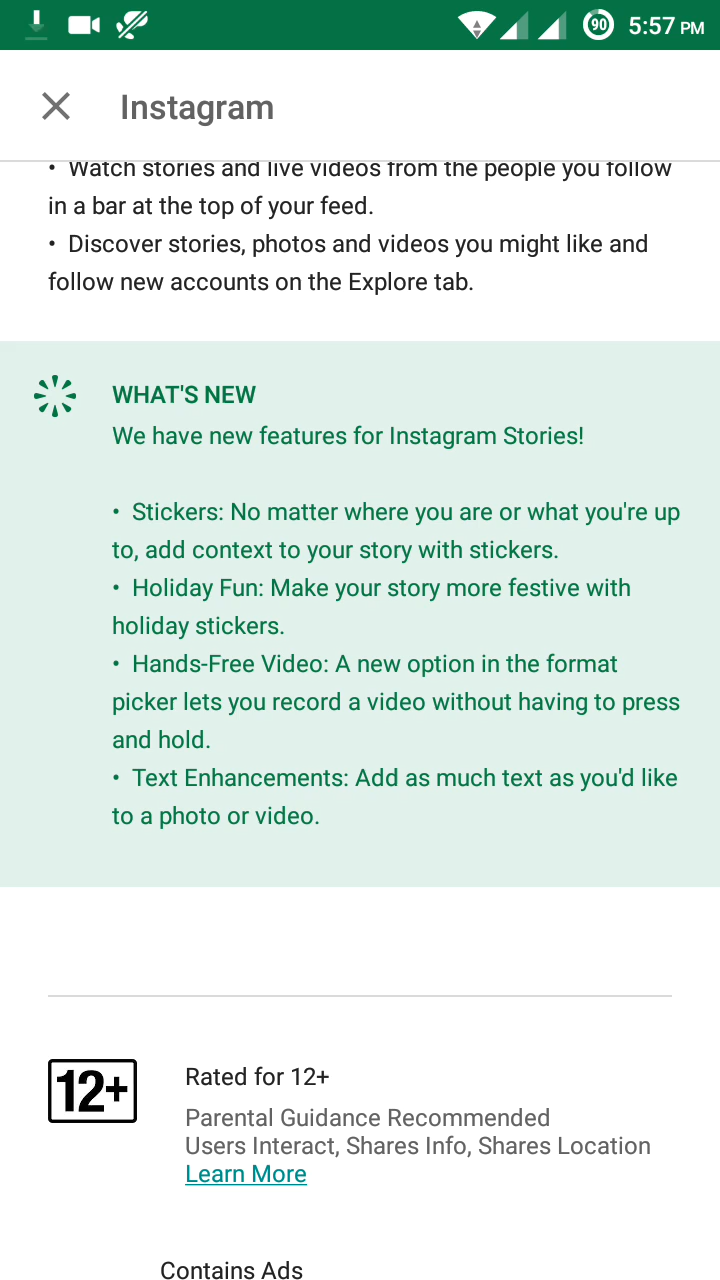 90 5:57 PM
Instagram
• Watch stories and live videos from the people you follow
in a bar at the top of your feed.
• Discover stories, photos and videos you might like and
follow new accounts on the Explore tab.
WHAT'S NEW
We have new features for Instagram Stories!
• Stickers: No matter where you are or what you're up
to, add context to your story with stickers.
• Holiday Fun: Make your story more festive with
holiday stickers.
• Hands-Free Video: A new option in the format
picker lets you record a video without having to press
and hold.
• Text Enhancements: Add as much text as you'd like
to a photo or video.
12+
Rated for 12+
Parental Guidance Recommended
Users Interact, Shares Info, Shares Location
Learn More
Contains Ads